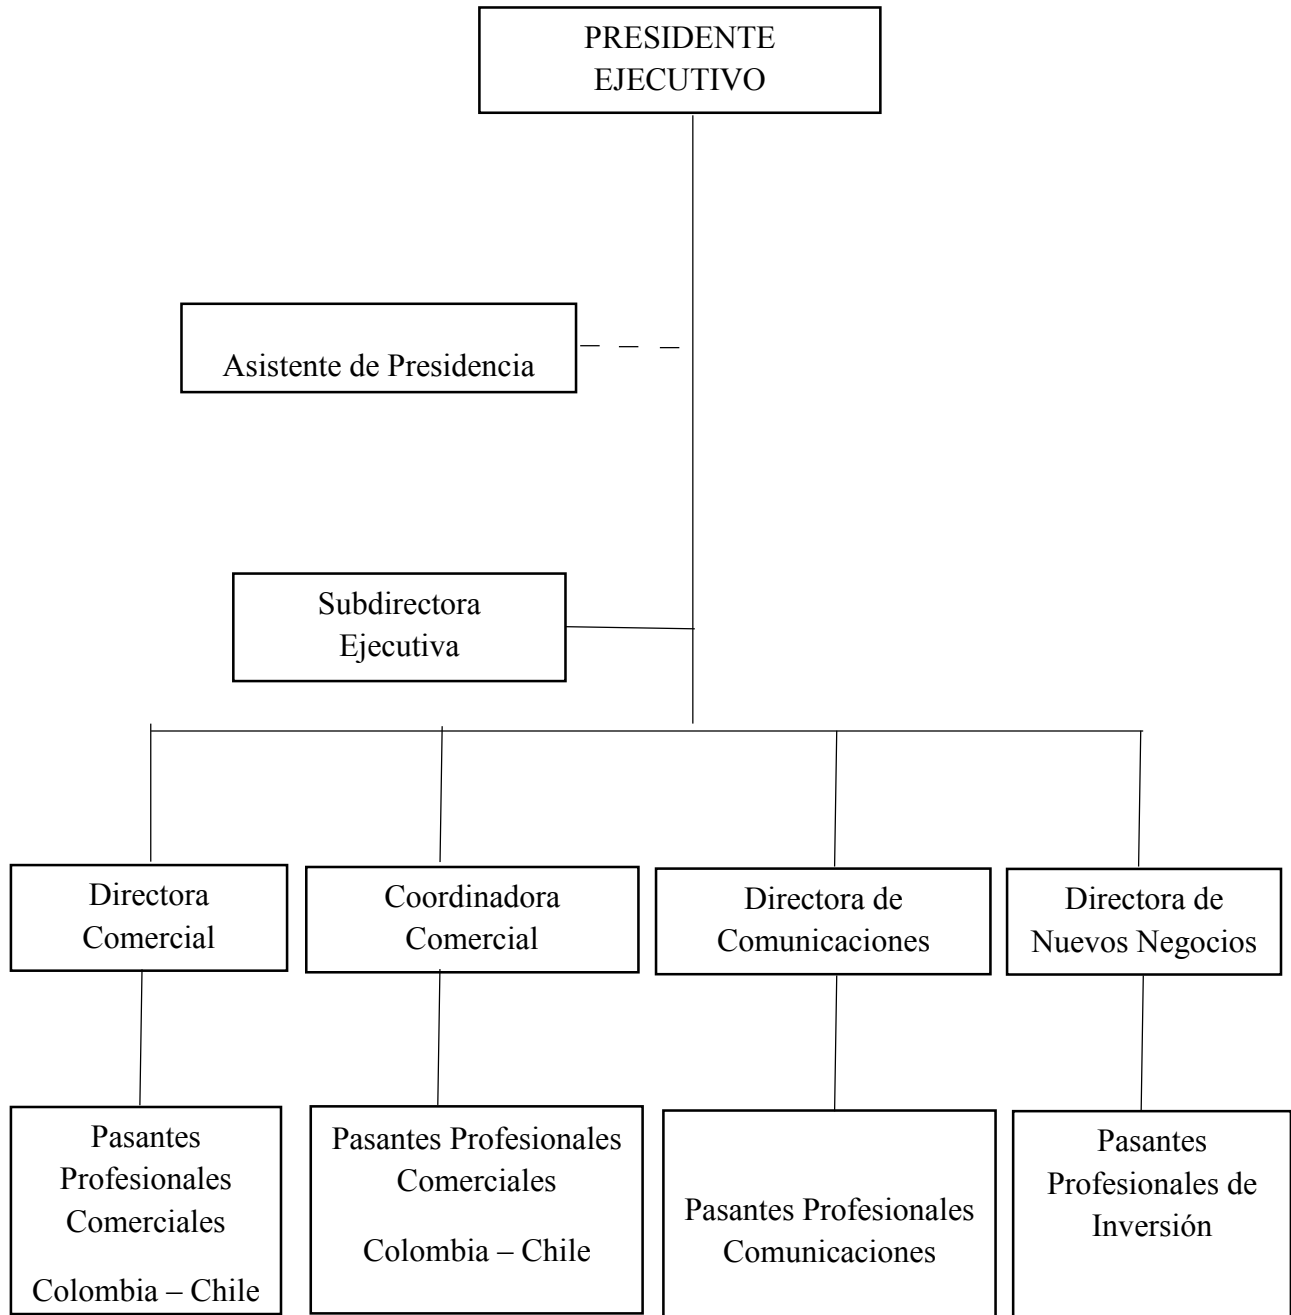 PRESIDENTE
EJECUTIVO
Asistente de Presidencia
Subdirectora
Ejecutiva
Directora
Comercial
Coordinadora
Comercial
Directora de
Comunicaciones
Directora de
Nuevos Negocios
Pasantes
Profesionales
Comerciales
Colombia – Chile
Pasantes Profesionales
Comerciales
Colombia – Chile
Pasantes Profesionales
Comunicaciones
Pasantes
Profesionales de
Inversión